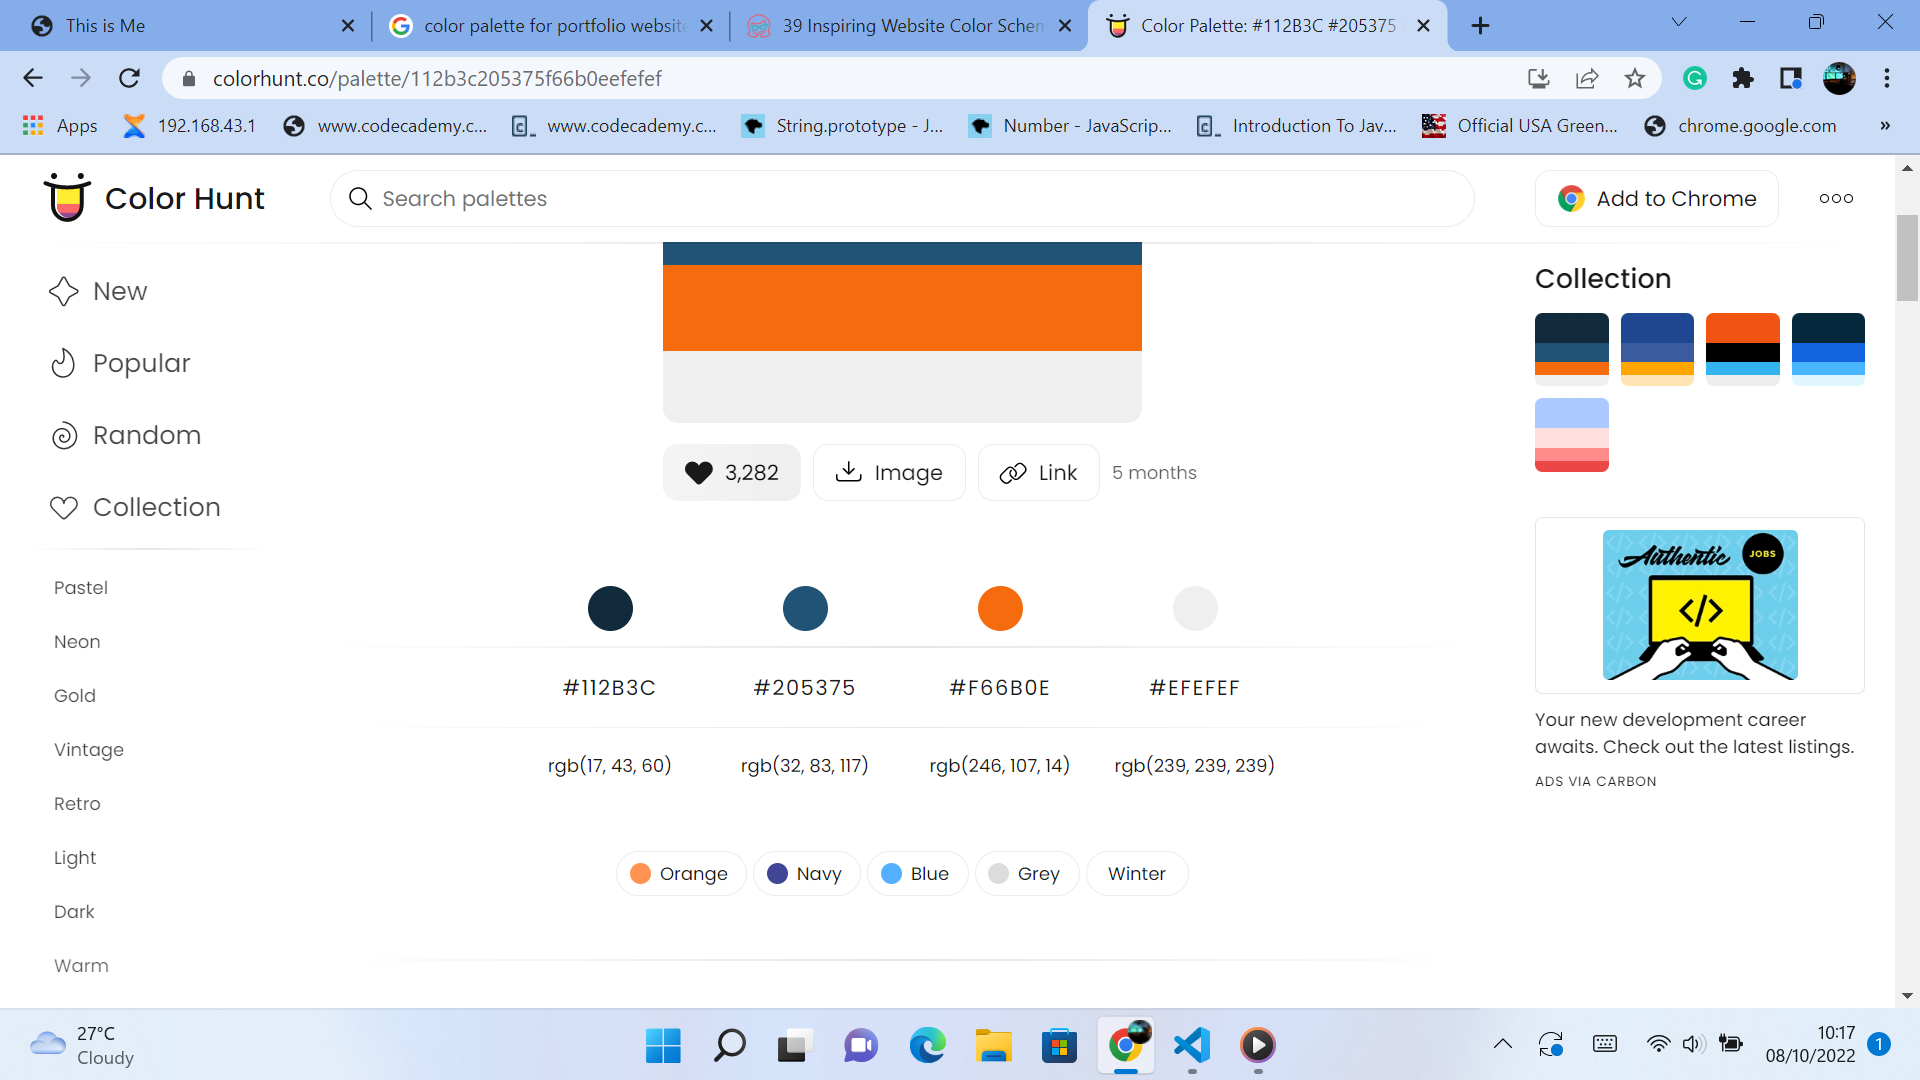 This is Me
color palette for portfolio website
39 Inspiring Website Color Schem
Color Palette: #112B3C #205375
colorhunt.co/palette/112b3c205375f66b0eefefef
Apps
192.168.43.1
www.codecademy.c...
www.codecademy.c...
String.prototype - J...
Number - JavaScrip...
Introduction To Jav...
Official USA Green...
chrome.google.com
»
Color Hunt
Search palettes
Add to Chrome
New
Popular
Random
Collection
Pastel
Neon
Gold
Vintage
Retro
Light
Dark
Warm
3,282
Image
Link
5 months
#112B3C
#205375
#F66B0E
#EFEFEF
rgb(17, 43, 60)
rgb(32, 83, 117)
rgb(246, 107, 14)
rgb(239, 239, 239)
Orange
Navy
Blue
Grey
Winter
Collection
Authentic
JOBS
</>
Your new development career
awaits. Check out the latest listings.
ADS VIA CARBON
27°C
Cloudy
10:17
08/10/2022
1